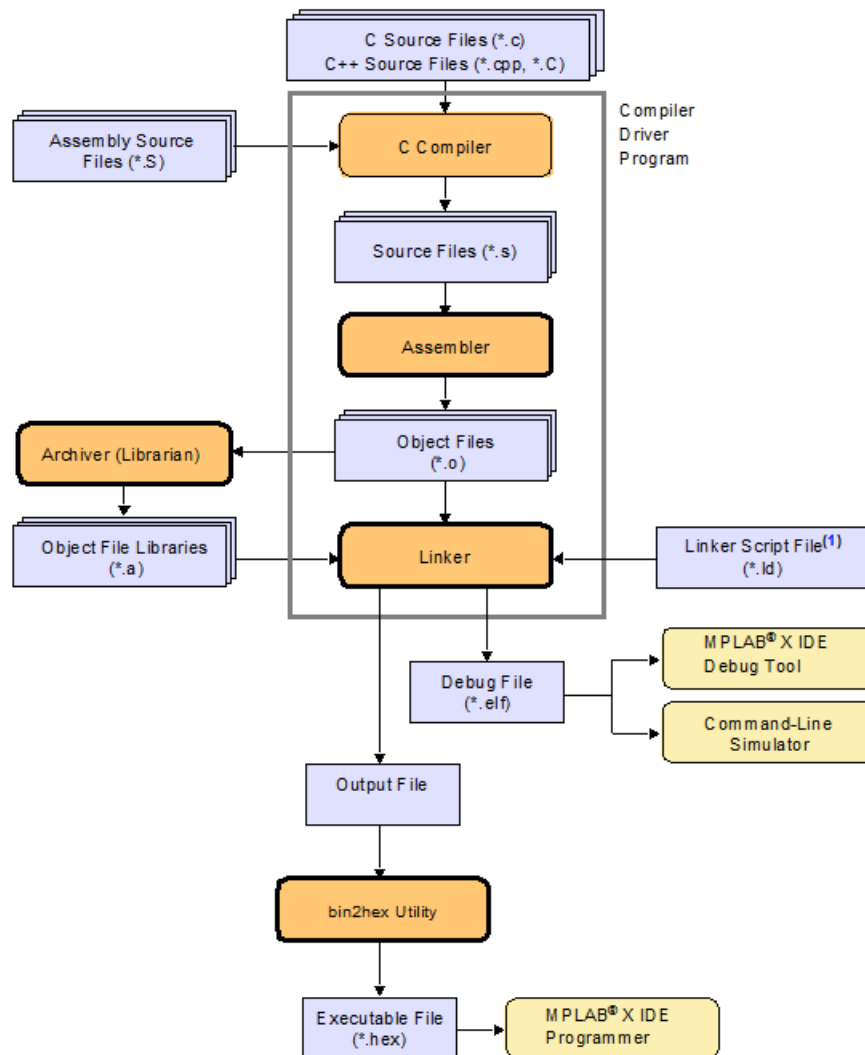 C Source Files (*.c)
C++ Source Files (*.cpp, *.C)
Compiler
Driver
Program
Assembly Source
Files (*.S)
C Compiler
Source Files (*.s)
Assembler
Archiver (Librarian)
Object Files
(*.o)
Object File Libraries
(*.a)
Linker
Linker Script File(1)
(*.ld)
MPLAB® X IDE
Debug Tool
Debug File
(*.elf)
Command-Line
Simulator
Output File
bin2hex Utility
Executable File
(*.hex)
MPLAB® X IDE
Programmer